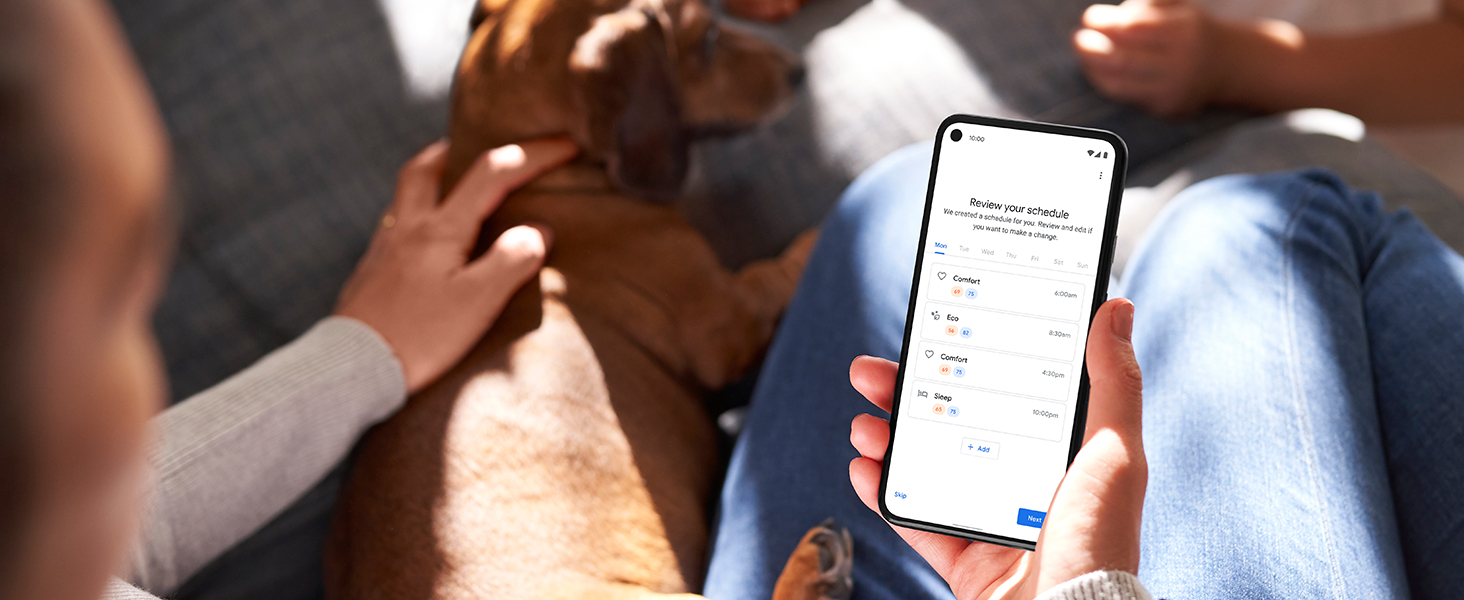 10:00
Review your schedule
We created a schedule for you. Review and edit if
you want to make a change.
Mon Tue Wed Thu Fri Sat Sun
Comfort 6:00am
69 75
Eco 8:30am
56 82
Comfort 4:30pm
69 75
Sleep 10:00pm
65 75
+ Add
Skip Next